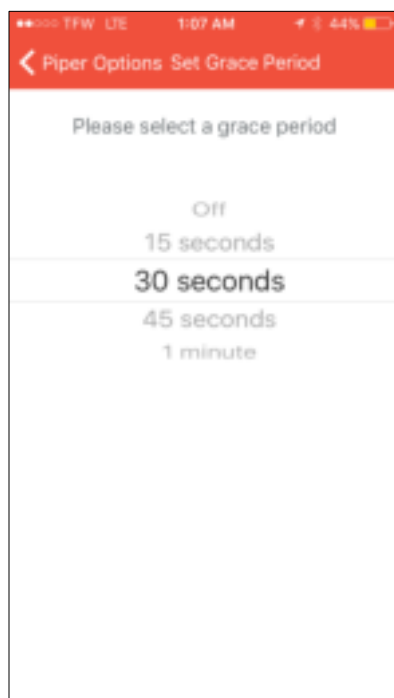 TFW LTE 1:07 AM 44%
Piper Options Set Grace Period
Please select a grace period
Off
15 seconds
30 seconds
45 seconds
1 minute